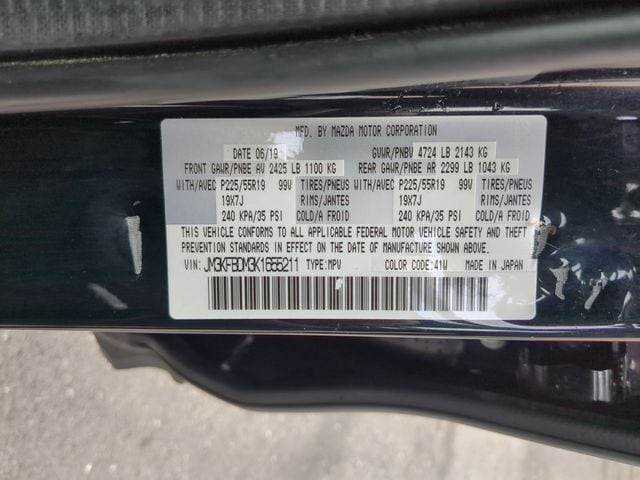 MFD. BY MAZDA MOTOR CORPORATION
DATE 06/19 GVWR/PNBV 4724 LB 2143 KG
FRONT GAWR/PNBE AV 2425 LB 1100 KG REAR GAWR/PNBE AR 2299 LB 1043 KG
WITH/AVEC P225/55R19 99V TIRES/PNEUS WITH/AVEC P225/55R19 99V TIRES/PNEUS
19X7J RIMS/JANTES 19X7J RIMS/JANTES
240 KPA/35 PSI COLD/A FROID 240 KPA/35 PSI COLD/A FROID
THIS VEHICLE CONFORMS TO ALL APPLICABLE FEDERAL MOTOR VEHICLE SAFETY AND THEFT
PREVENTION STANDARDS IN EFFECT ON THE DATE OF MANUFACTURE SHOWN ABOVE.
VIN: JM3KFBDM3K1655211 TYPE:MPV COLOR CODE:41W MADE IN JAPAN